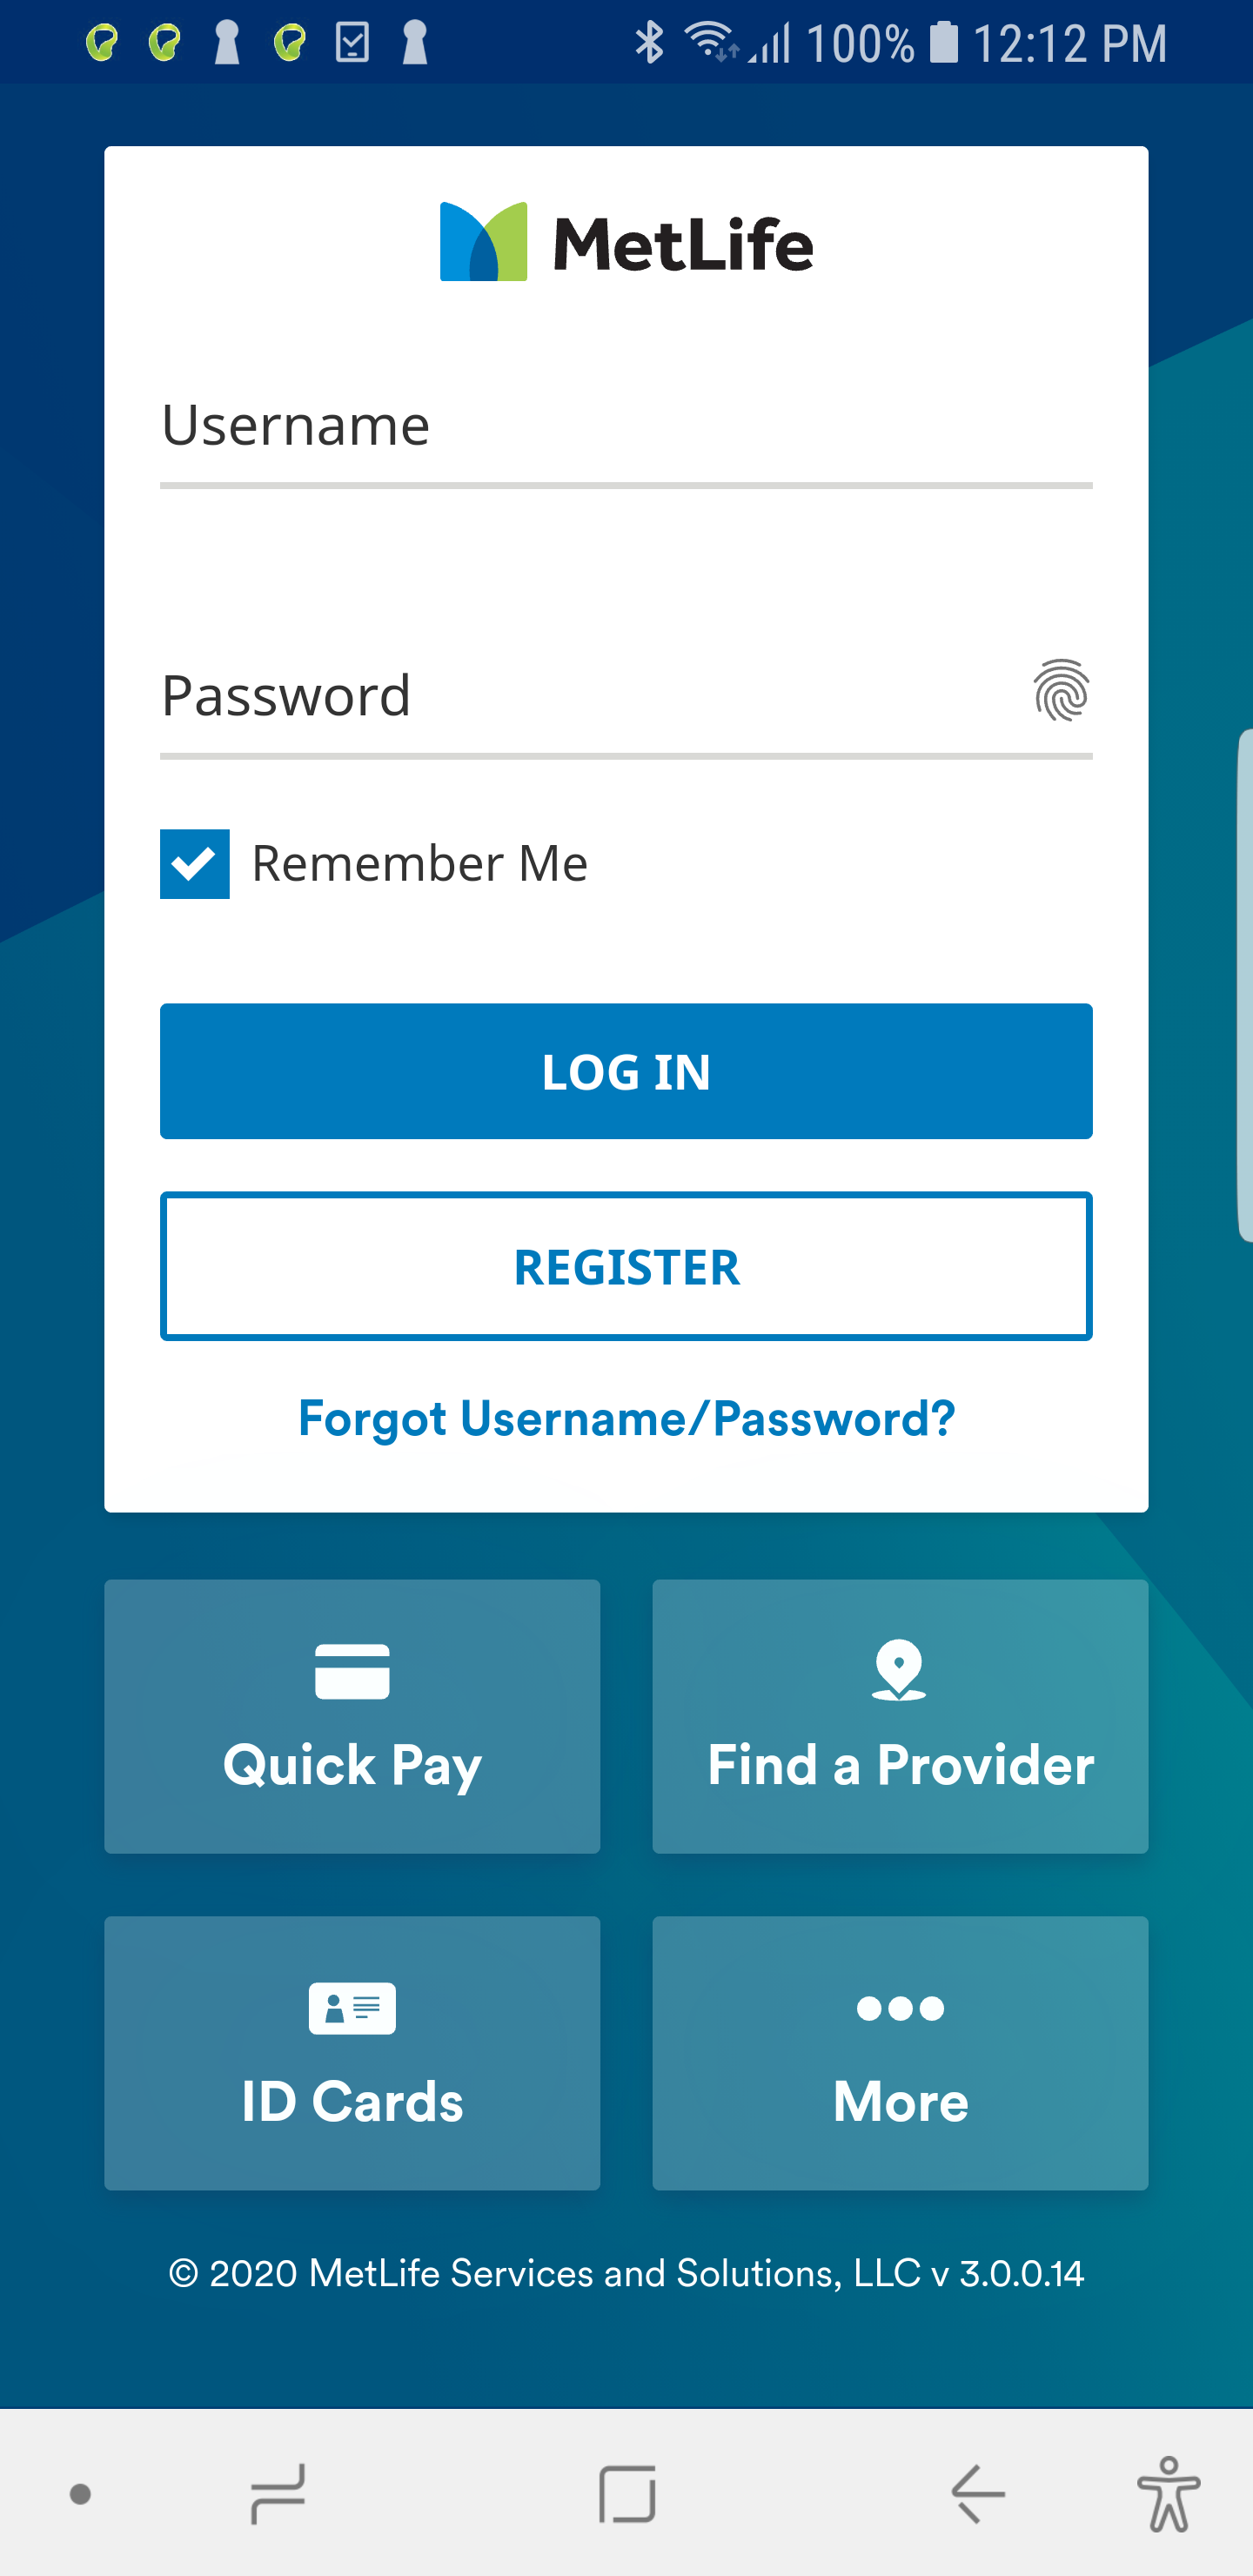 100% 12:12 PM
MetLife
Username
Password
Remember Me
LOG IN
REGISTER
Forgot Username/Password?
Quick Pay
Find a Provider
ID Cards
More
© 2020 MetLife Services and Solutions, LLC v 3.0.0.14